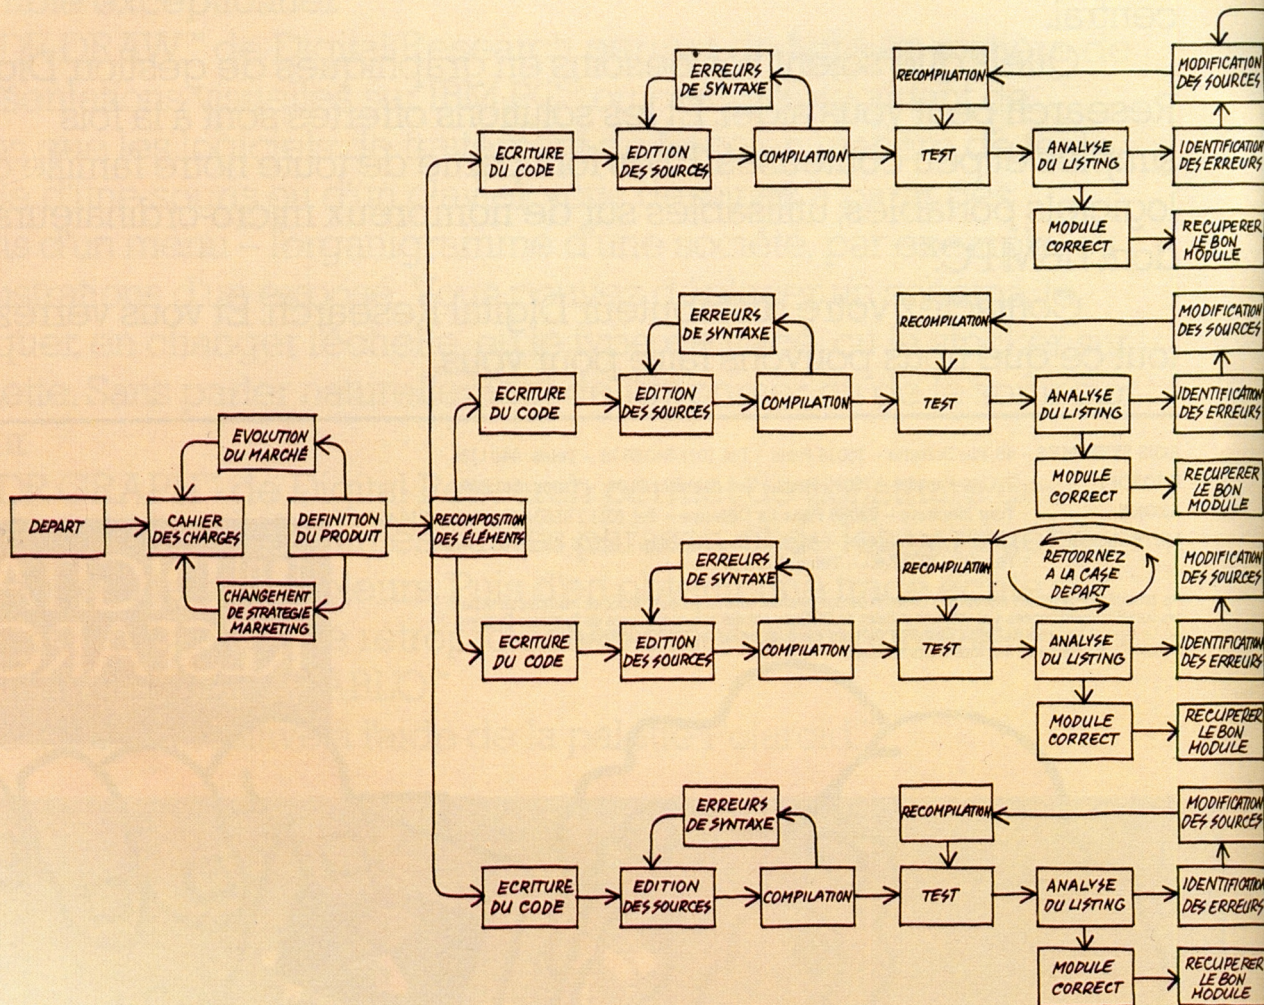 DEPART
CAHIER
DES CHARGES
EVOLUTION
DU MARCHÉ
CHANGEMENT
DE STRATEGIE
MARKETING
DEFINITION
DU PRODUIT
RECOMPOSITION
DES ÉLÉMENTS
ECRITURE
DU CODE
EDITION
DES SOURCES
ERREURS
DE SYNTAXE
COMPILATION
RECOMPILATION
TEST
ANALYSE
DU LISTING
MODIFICATION
DES SOURCES
IDENTIFICATION
DES ERREURS
MODULE
CORRECT
RECUPERER
LE BON
MODULE
ECRITURE
DU CODE
EDITION
DES SOURCES
ERREURS
DE SYNTAXE
COMPILATION
RECOMPILATION
TEST
ANALYSE
DU LISTING
MODIFICATION
DES SOURCES
IDENTIFICATION
DES ERREURS
MODULE
CORRECT
RECUPERER
LE BON
MODULE
ECRITURE
DU CODE
EDITION
DES SOURCES
ERREURS
DE SYNTAXE
COMPILATION
RECOMPILATION
TEST
RETOURNEZ
A LA CASE
DEPART
ANALYSE
DU LISTING
MODIFICATION
DES SOURCES
IDENTIFICATION
DES ERREURS
MODULE
CORRECT
RECUPERER
LE BON
MODULE
ECRITURE
DU CODE
EDITION
DES SOURCES
ERREURS
DE SYNTAXE
COMPILATION
RECOMPILATION
TEST
ANALYSE
DU LISTING
MODIFICATION
DES SOURCES
IDENTIFICATION
DES ERREURS
MODULE
CORRECT
RECUPERER
LE BON
MODULE